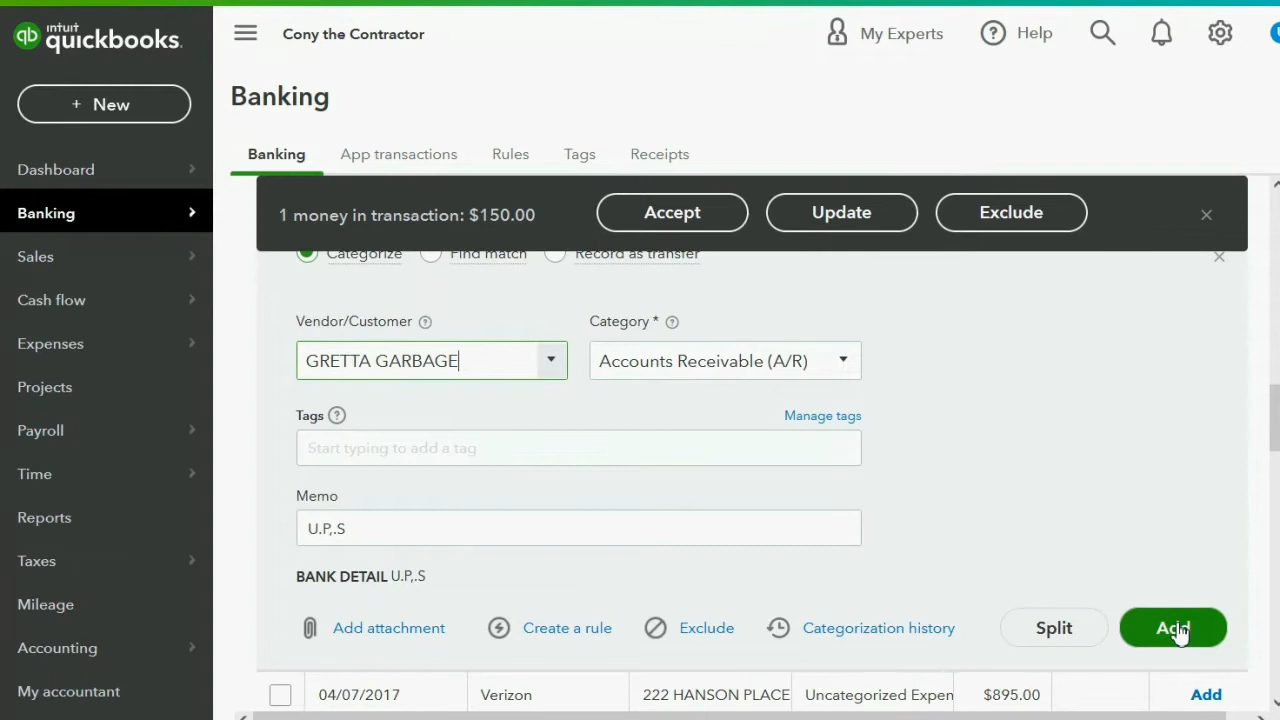 intuit
quickbooks.
Cony the Contractor
My Experts
Help
+ New
Banking
Banking
App transactions
Rules
Tags
Receipts
Dashboard
Banking
Sales
Cash flow
Expenses
Projects
Payroll
Time
Reports
Taxes
Mileage
Accounting
My accountant
1 money in transaction: $150.00
Accept
Update
Exclude
Categorize
Find match
Record as transfer
Vendor/Customer
Category *
GRETTA GARBAGE
Accounts Receivable (A/R)
Tags
Manage tags
Start typing to add a tag
Memo
U.P,.S
BANK DETAIL U.P,.S
Add attachment
Create a rule
Exclude
Categorization history
Split
Add
04/07/2017
Verizon
222 HANSON PLACE
Uncategorized Expen
$895.00
Add